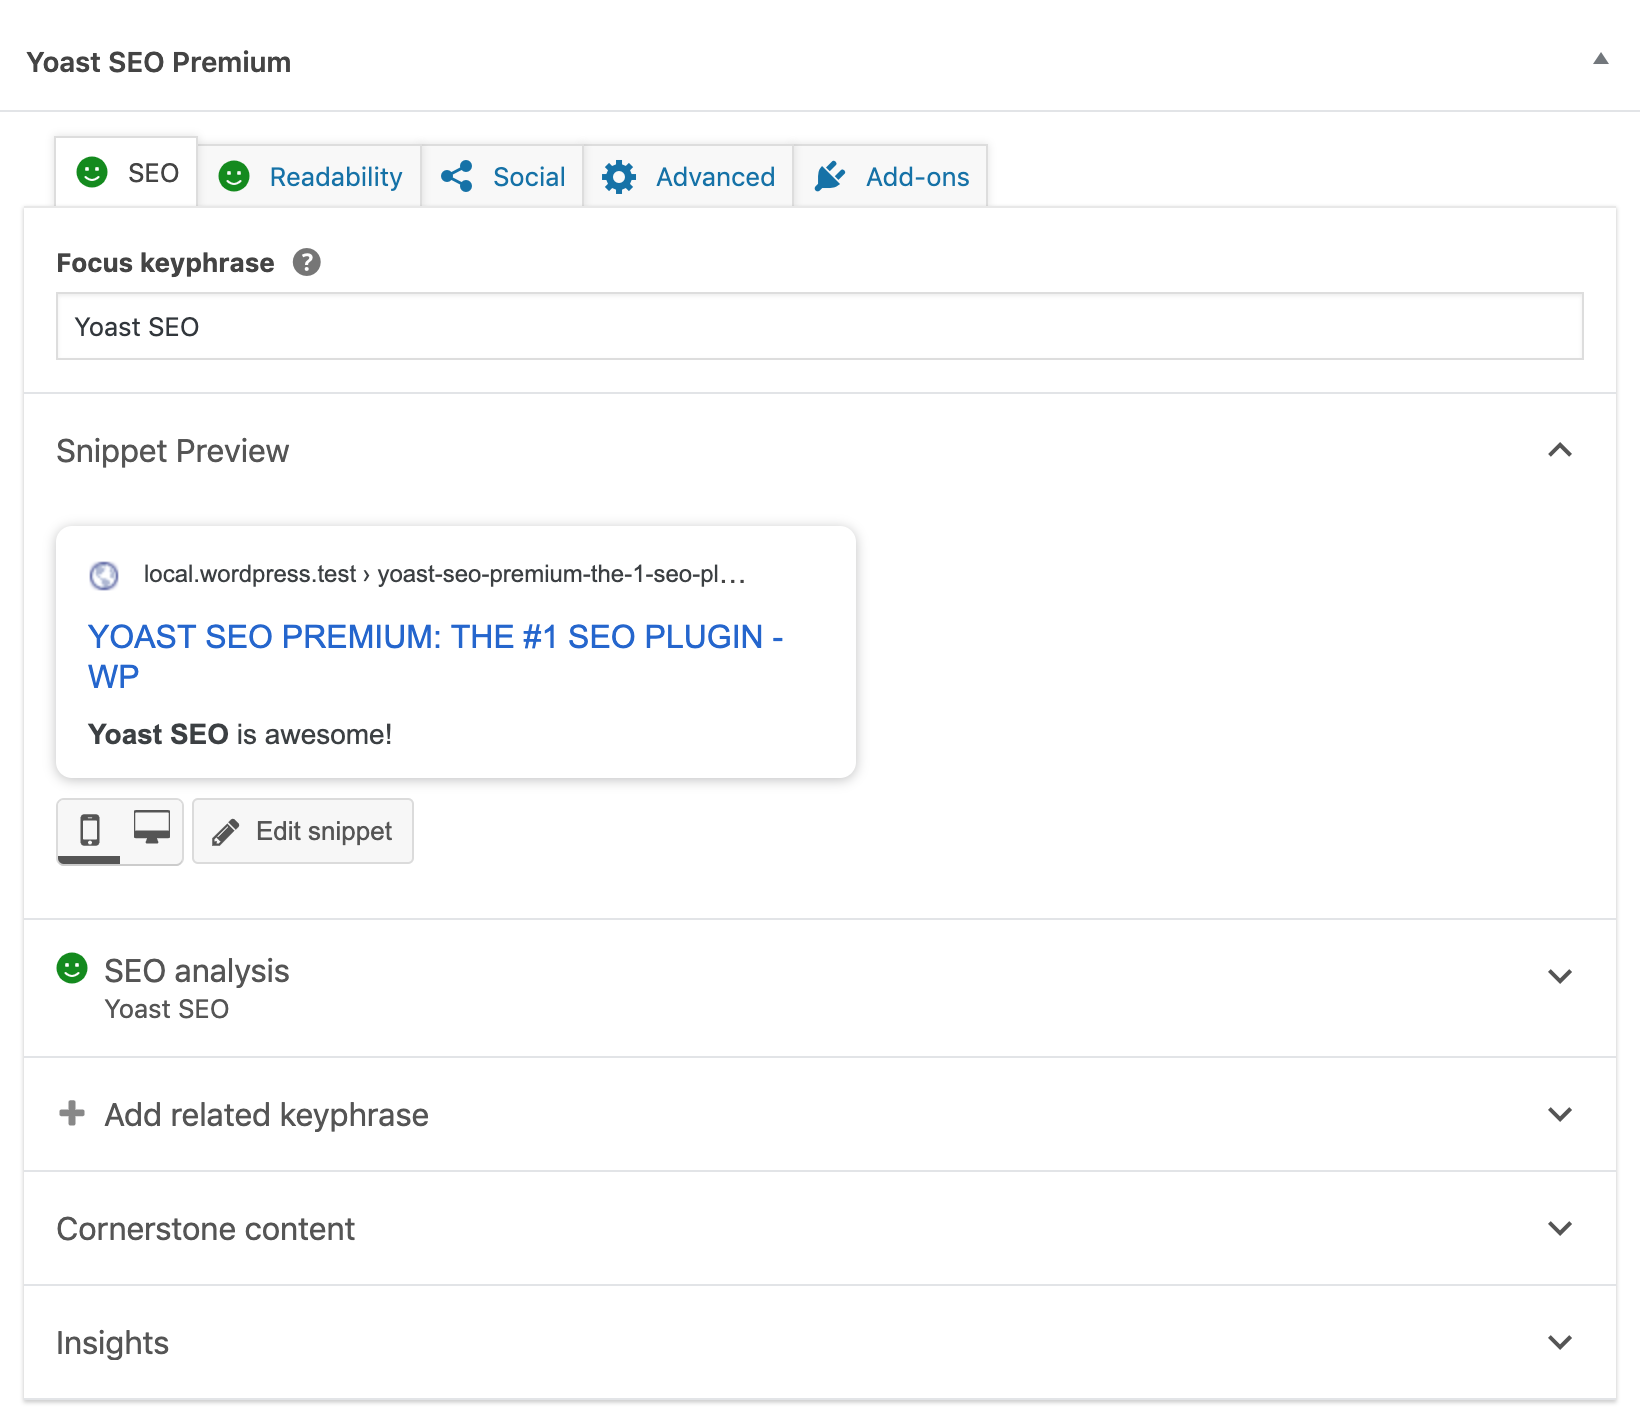 Yoast SEO Premium
SEO
Readability
Social
Advanced
Add-ons
Focus keyphrase ?
Yoast SEO
Snippet Preview
local.wordpress.test › yoast-seo-premium-the-1-seo-pl…
YOAST SEO PREMIUM: THE #1 SEO PLUGIN -
WP
Yoast SEO is awesome!
Edit snippet
SEO analysis
Yoast SEO
Add related keyphrase
Cornerstone content
Insights